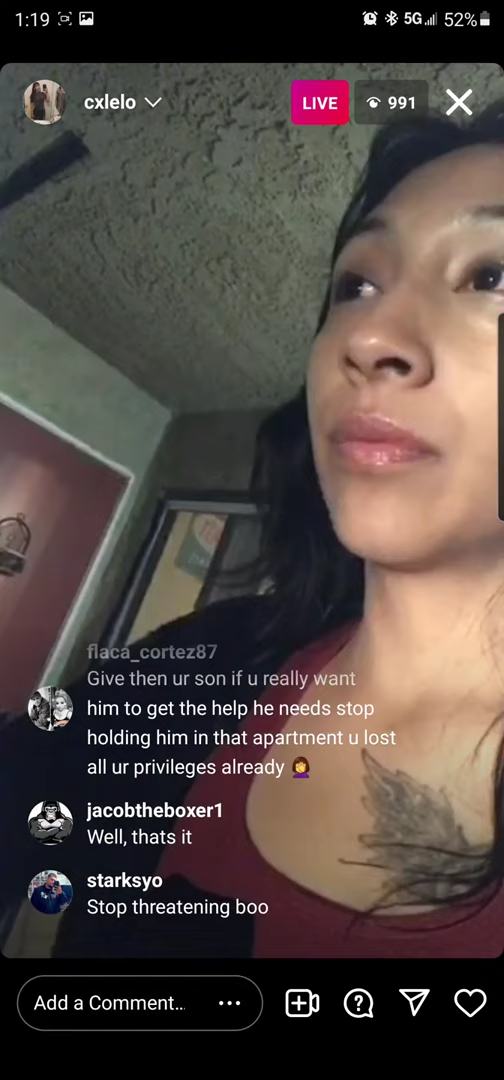 1:19
5G
52%
cxlelo
LIVE
991
flaca_cortez87
Give then ur son if u really want
him to get the help he needs stop
holding him in that apartment u lost
all ur privileges already 🤦‍♀️
jacobtheboxer1
Well, thats it
starksyo
Stop threatening boo
Add a Comment...